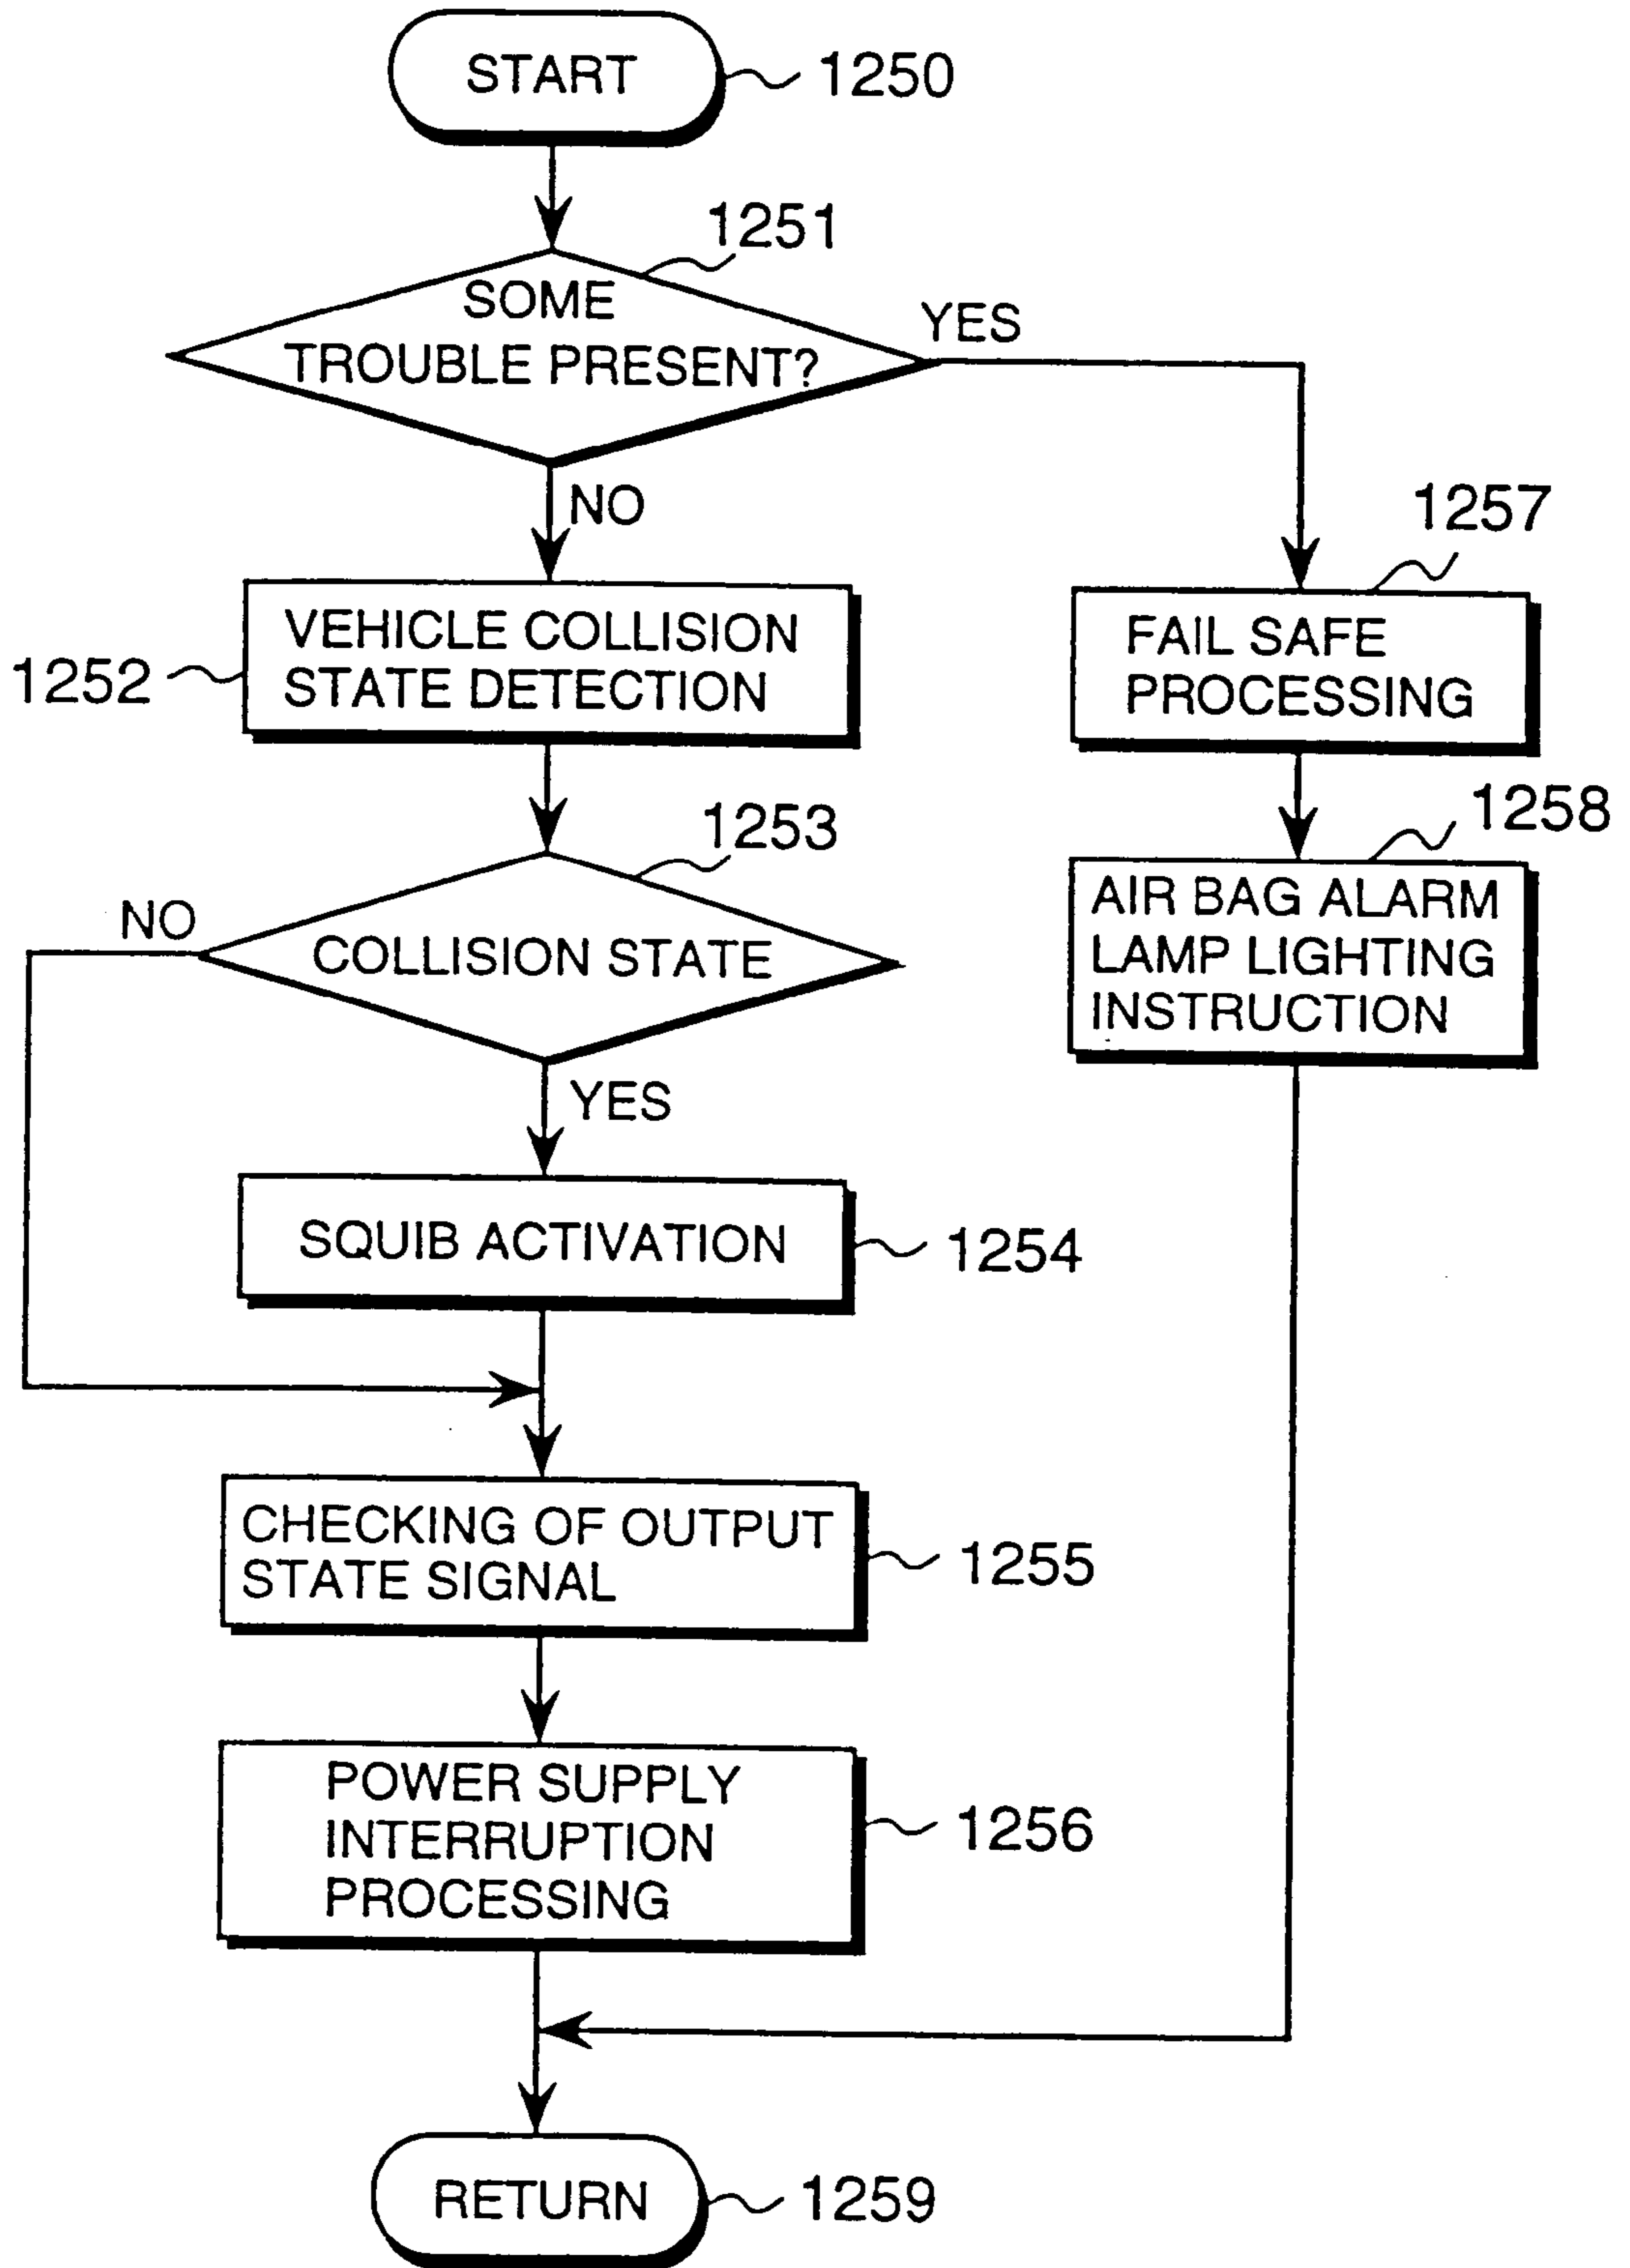 START
1250
1251
SOME
TROUBLE PRESENT?
YES
NO
1257
VEHICLE COLLISION
STATE DETECTION
1252
FAIL SAFE
PROCESSING
1253
1258
NO
COLLISION STATE
AIR BAG ALARM
LAMP LIGHTING
INSTRUCTION
YES
SQUIB ACTIVATION
1254
CHECKING OF OUTPUT
STATE SIGNAL
1255
POWER SUPPLY
INTERRUPTION
PROCESSING
1256
RETURN
1259